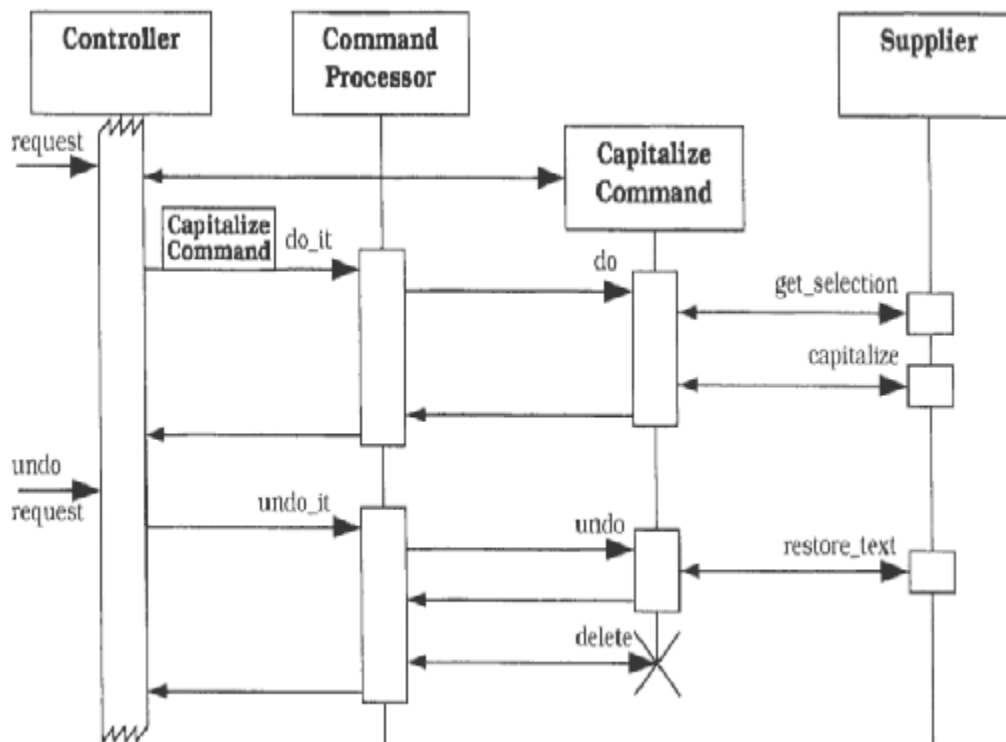 Controller
Command
Processor
Supplier
request
Capitalize
Command
Capitalize
Command
do_it
do
get_selection
capitalize
undo
request
undo_it
undo
restore_text
delete